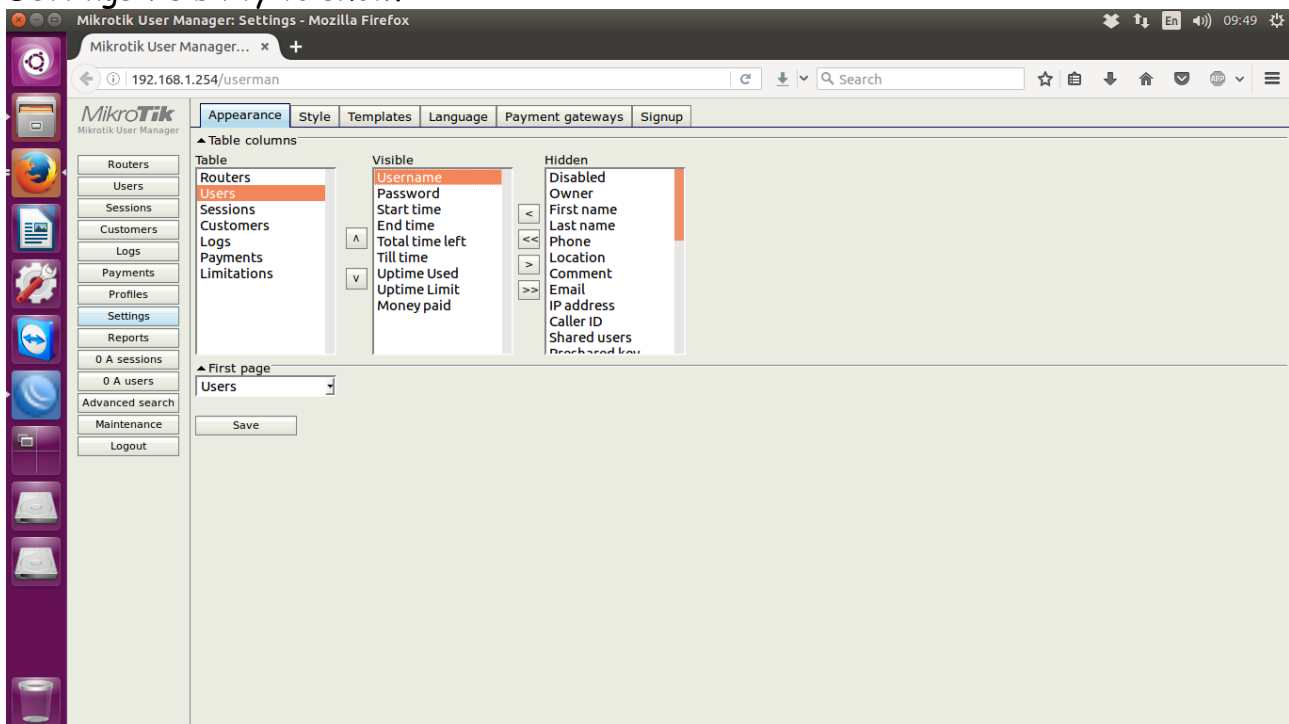 Mikrotik User Manager: Settings - Mozilla Firefox
En
09:49
Mikrotik User Manager... × +
192.168.1.254/userman
Search
ABP
MikroTik
Mikrotik User Manager
Appearance Style Templates Language Payment gateways Signup
Table columns
Routers
Users
Sessions
Customers
Logs
Payments
Profiles
Settings
Reports
0 A sessions
0 A users
Advanced search
Maintenance
Logout
Table
Routers
Users
Sessions
Customers
Logs
Payments
Limitations
Visible
Username
Password
Start time
End time
Total time left
Till time
Uptime Used
Uptime Limit
Money paid
∧
∨
<
<<
>
>>
Hidden
Disabled
Owner
First name
Last name
Phone
Location
Comment
Email
IP address
Caller ID
Shared users
Preshared key
First page
Users
Save